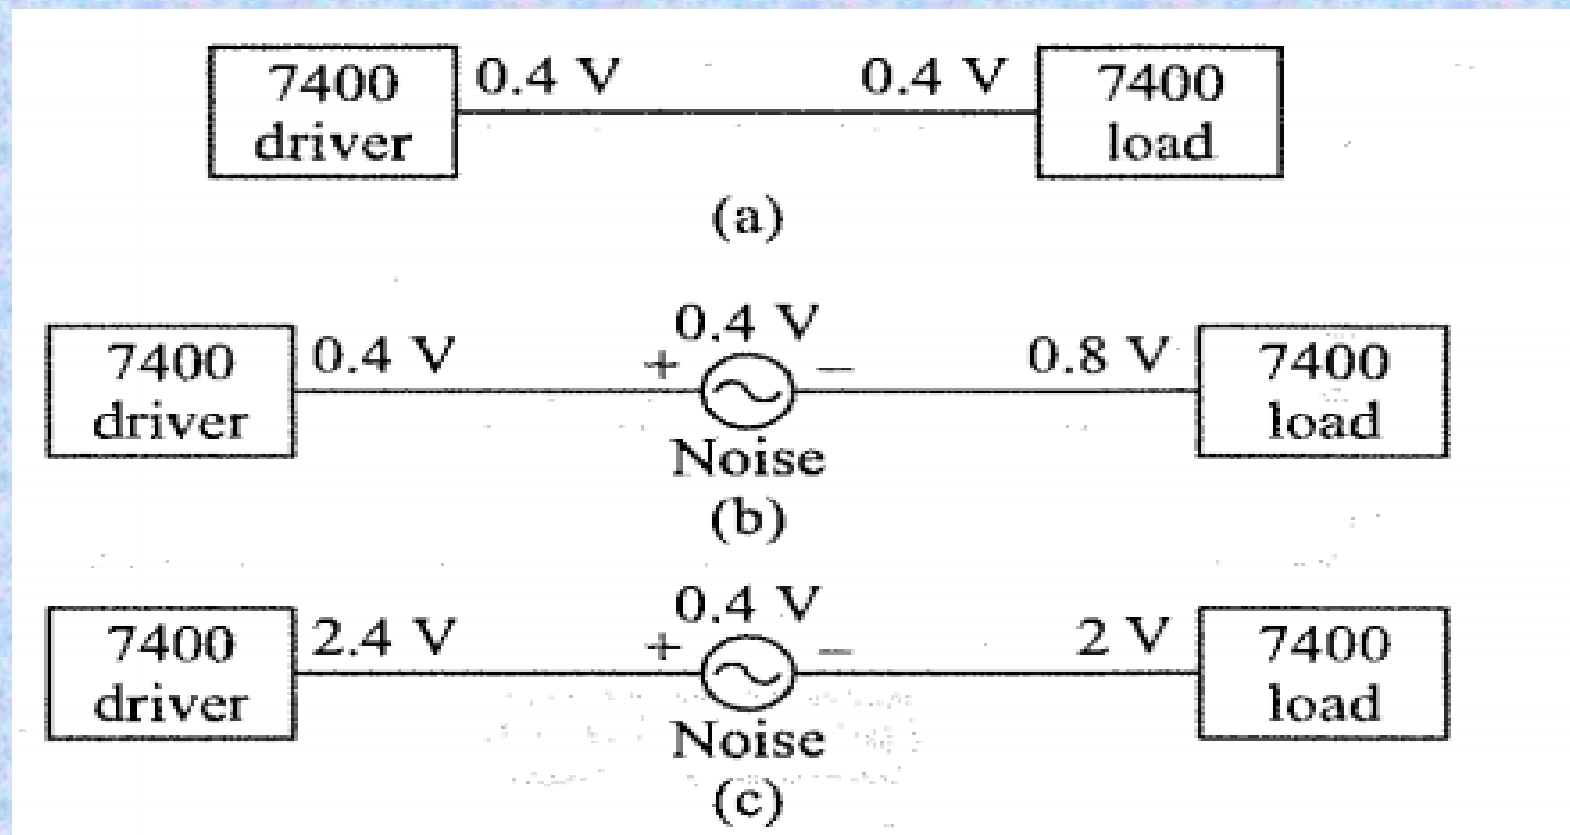 7400 driver 0.4 V 0.4 V 7400 load
(a)
7400 driver 0.4 V + 0.4 V − 0.8 V 7400 load
Noise
(b)
7400 driver 2.4 V + 0.4 V − 2 V 7400 load
Noise
(c)